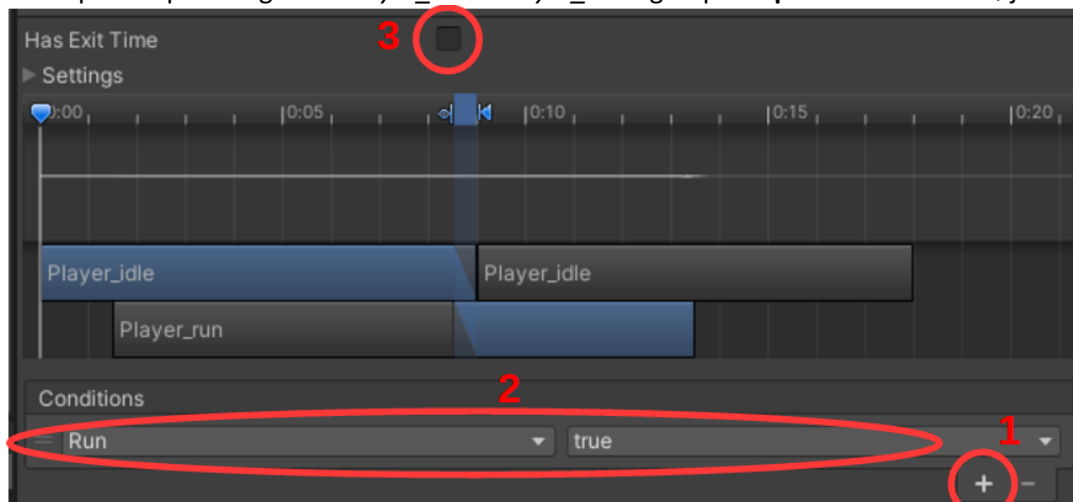 Has Exit Time 3
Settings
0:00 0:05 0:10 0:15 0:20
Player_idle Player_idle
Player_run
Conditions 2
Run true 1
+ −